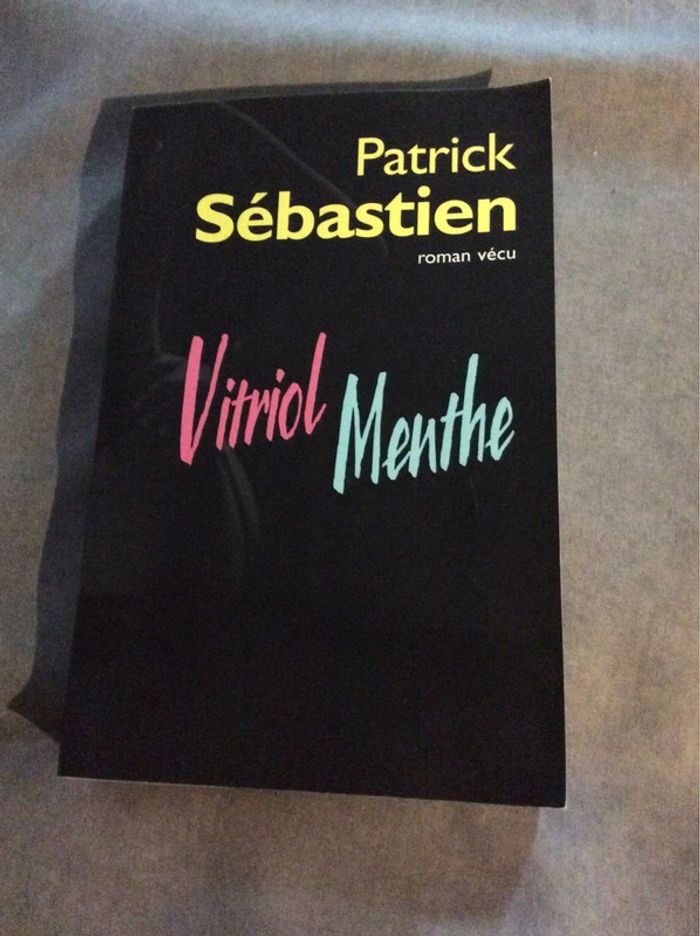 Patrick
Sébastien
roman vécu
Vitriol
Menthe